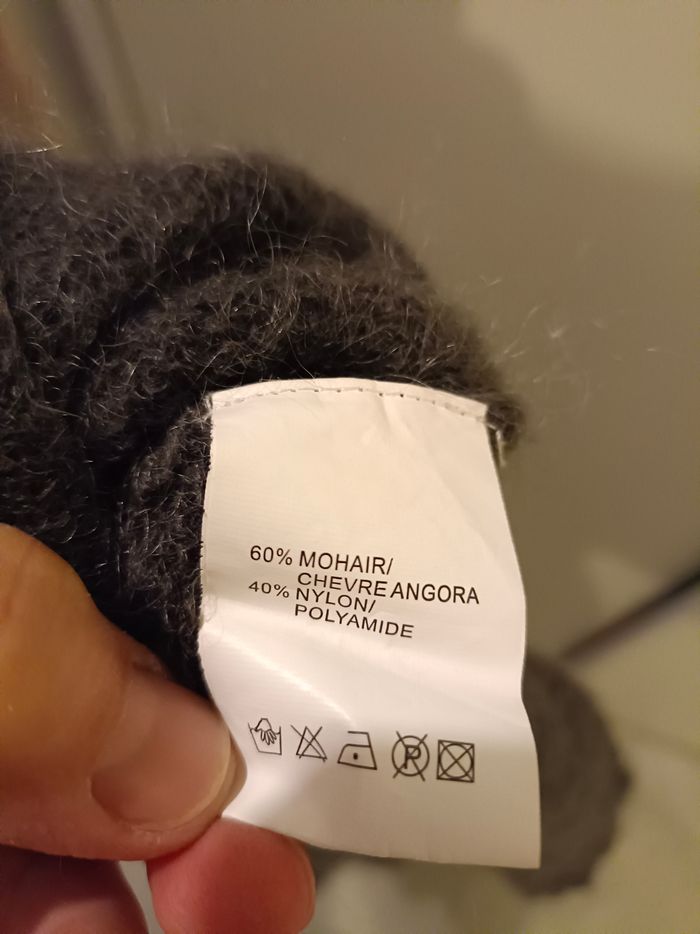 60% MOHAIR/
CHEVRE ANGORA
40% NYLON/
POLYAMIDE
P